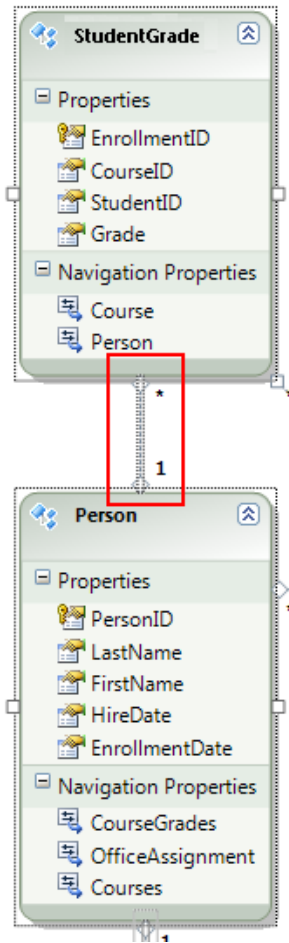 StudentGrade
Properties
EnrollmentID
CourseID
StudentID
Grade
Navigation Properties
Course
Person
*
*
1
Person
Properties
*
PersonID
LastName
FirstName
HireDate
EnrollmentDate
Navigation Properties
CourseGrades
OfficeAssignment
Courses
1